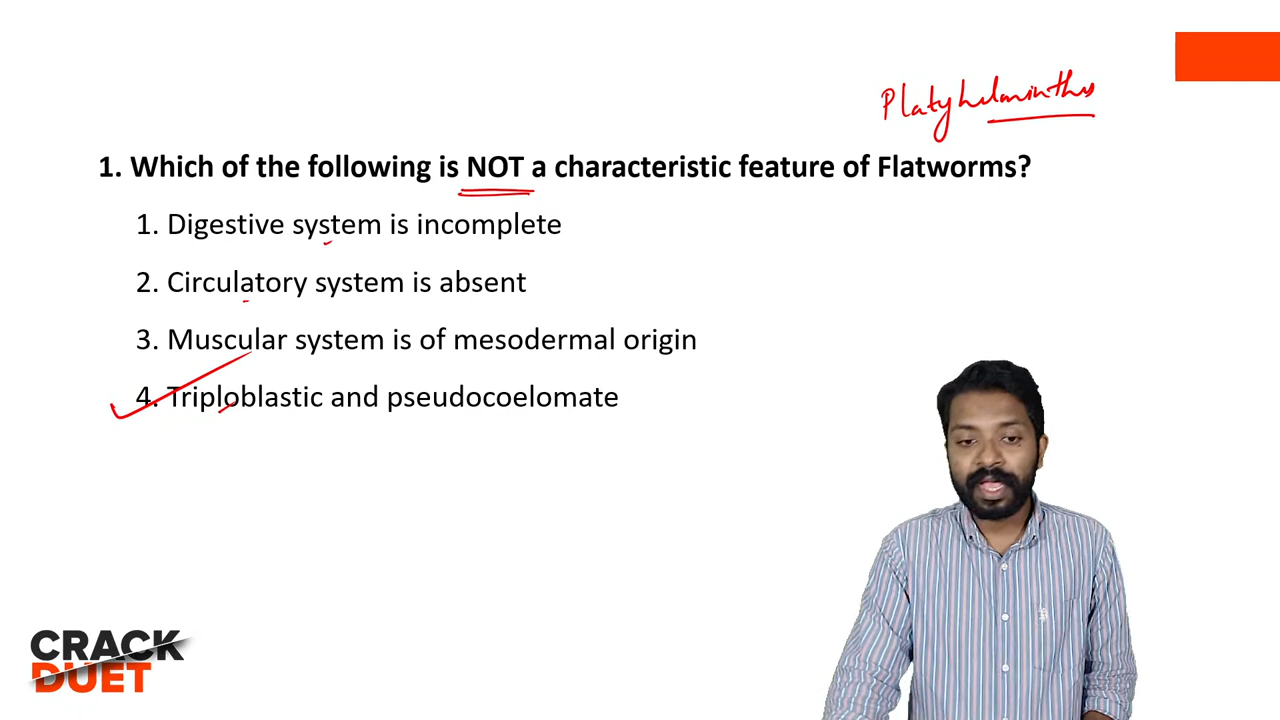 Platyhelminthes
1. Which of the following is NOT a characteristic feature of Flatworms?
1. Digestive system is incomplete
2. Circulatory system is absent
3. Muscular system is of mesodermal origin
4. Triploblastic and pseudocoelomate
CRACK
DUET